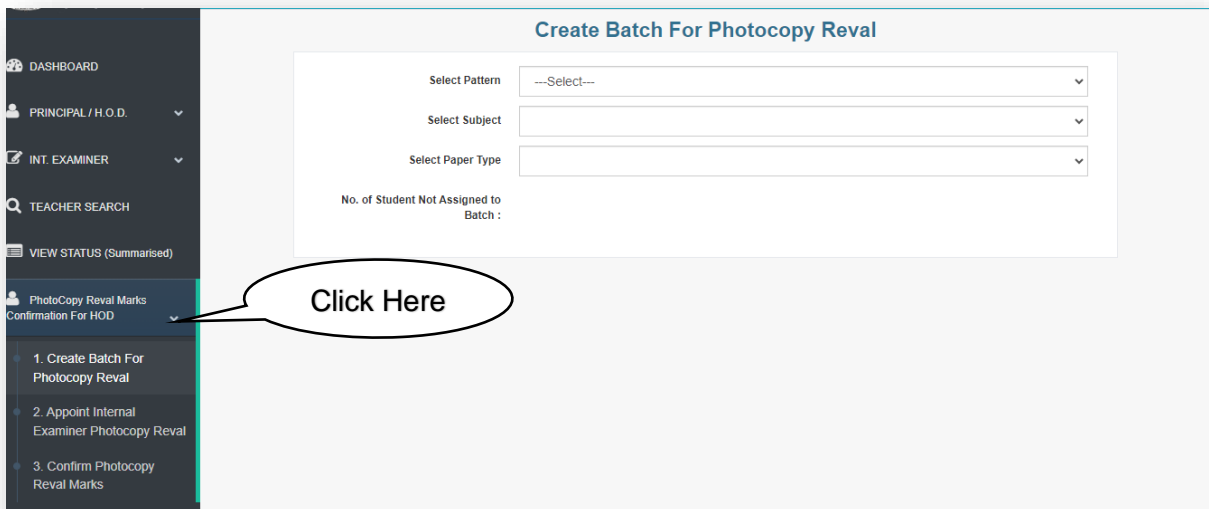 Create Batch For Photocopy Reval
DASHBOARD
PRINCIPAL / H.O.D.
INT. EXAMINER
TEACHER SEARCH
VIEW STATUS (Summarised)
PhotoCopy Reval Marks
Confirmation For HOD
1. Create Batch For
Photocopy Reval
2. Appoint Internal
Examiner Photocopy Reval
3. Confirm Photocopy
Reval Marks
Select Pattern
---Select---
Select Subject
Select Paper Type
No. of Student Not Assigned to
Batch :
Click Here